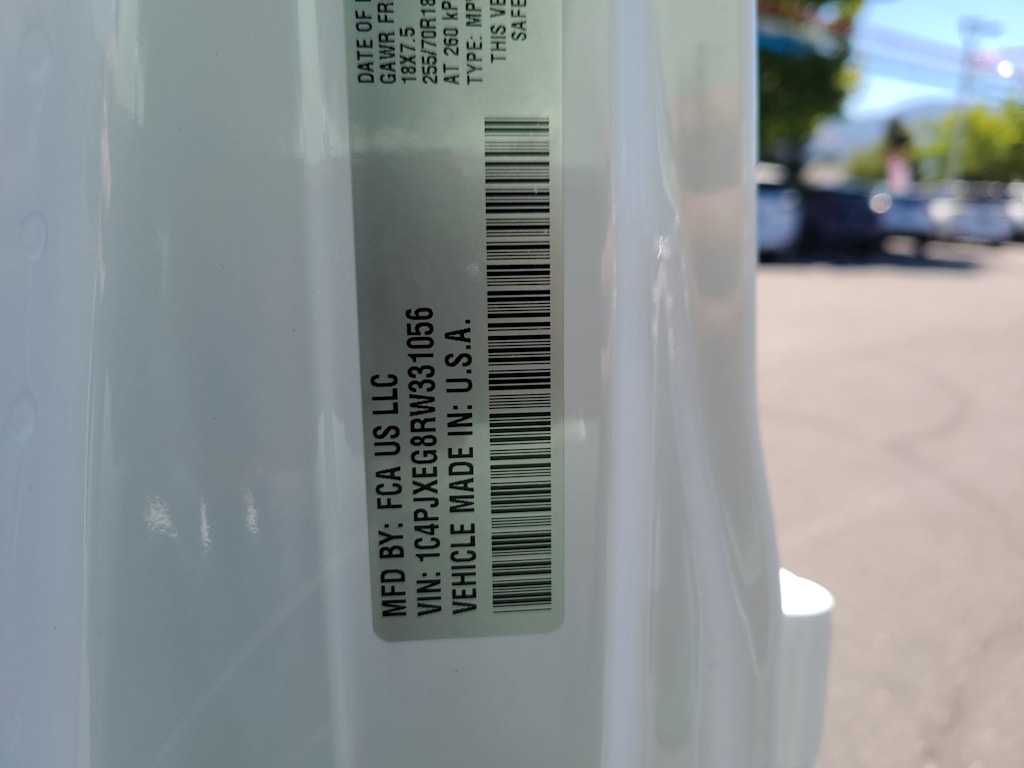 MFD BY: FCA US LLC
VIN: 1C4PJXEG8RW331056
VEHICLE MADE IN: U.S.A.
DATE OF
GAWR FR
18X7.5
255/70R18
AT 260 kP
TYPE: MP
THIS VE
SAFE